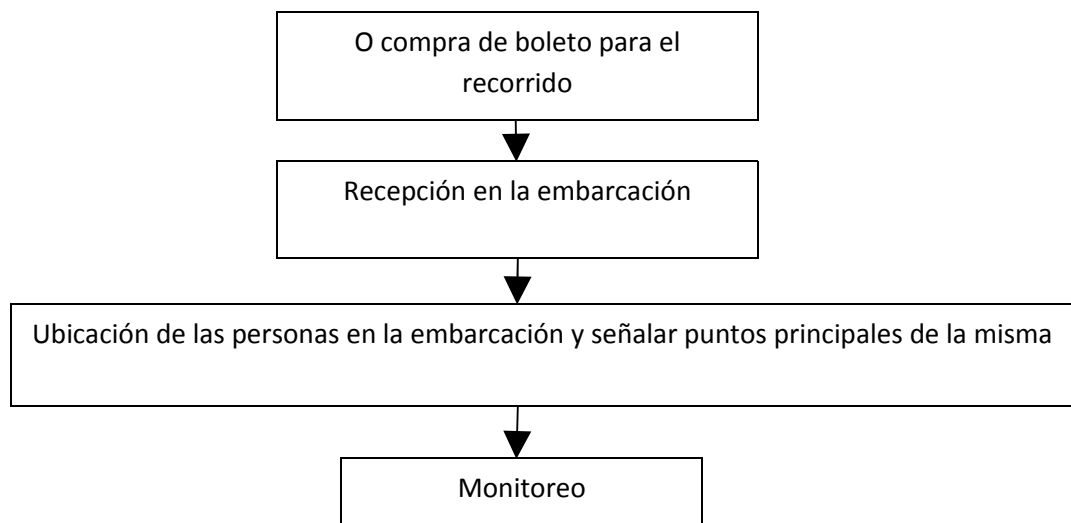 O compra de boleto para el
recorrido
Recepción en la embarcación
Ubicación de las personas en la embarcación y señalar puntos principales de la misma
Monitoreo